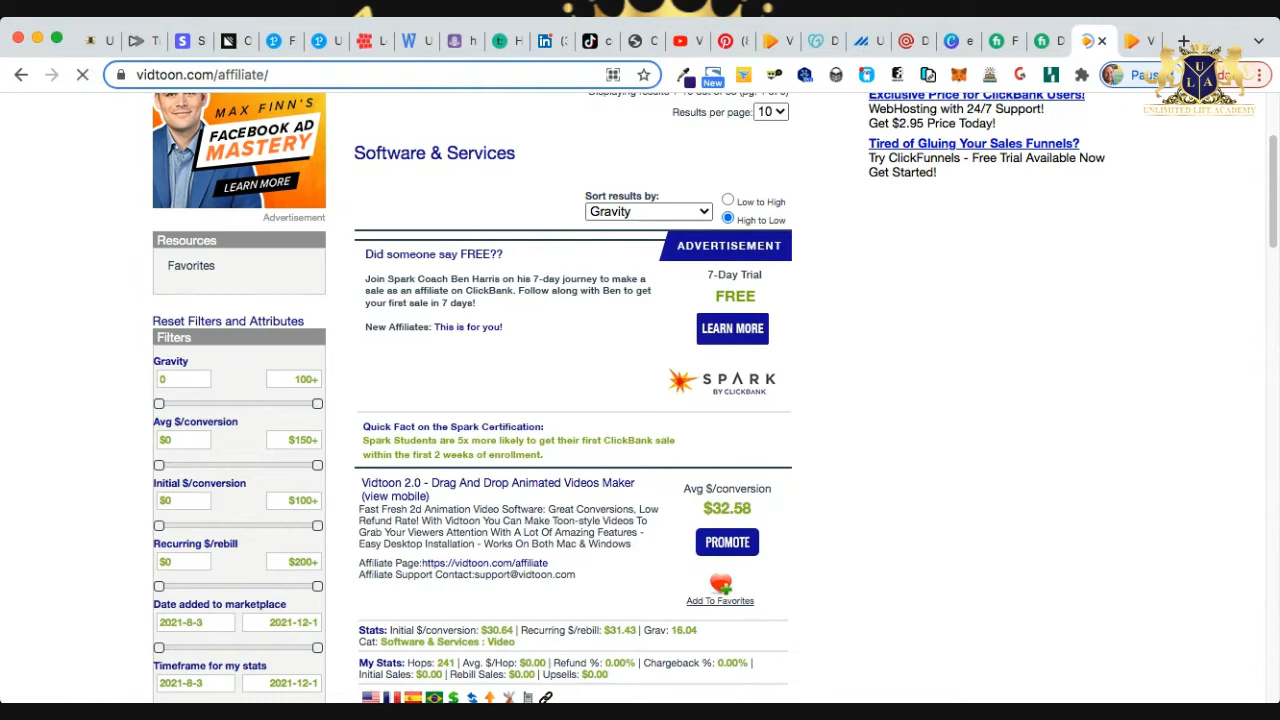 U
T
S
S
N
C
P
F
P
U
L
W
U
h
t
H
(3
C
V
(8
V
D
U
D
e
F
D
V
vidtoon.com/affiliate/
New
Paus
ULA
UNLIMITED LIFE ACADEMY
MAX FINN'S
FACEBOOK AD
MASTERY
LEARN MORE
Advertisement
Resources
Favorites
Reset Filters and Attributes
Filters
Gravity
0 100+
Avg $/conversion
$0 $150+
Initial $/conversion
$0 $100+
Recurring $/rebill
$0 $200+
Date added to marketplace
2021-8-3 2021-12-1
Timeframe for my stats
2021-8-3 2021-12-1
Results per page: 10
Software & Services
Sort results by:
Gravity
Low to High
High to Low
ADVERTISEMENT
Did someone say FREE??
Join Spark Coach Ben Harris on his 7-day journey to make a
sale as an affiliate on ClickBank. Follow along with Ben to get
your first sale in 7 days!
New Affiliates: This is for you!
7-Day Trial
FREE
LEARN MORE
SPARK
BY CLICKBANK
Quick Fact on the Spark Certification:
Spark Students are 5x more likely to get their first ClickBank sale
within the first 2 weeks of enrollment.
Vidtoon 2.0 - Drag And Drop Animated Videos Maker
(view mobile)
Fast Fresh 2d Animation Video Software: Great Conversions, Low
Refund Rate! With Vidtoon You Can Make Toon-style Videos To
Grab Your Viewers Attention With A Lot Of Amazing Features -
Easy Desktop Installation - Works On Both Mac & Windows
Affiliate Page:https://vidtoon.com/affiliate
Affiliate Support Contact:support@vidtoon.com
Avg $/conversion
$32.58
PROMOTE
Add To Favorites
Stats: Initial $/conversion: $30.64 | Recurring $/rebill: $31.43 | Grav: 16.04
Cat: Software & Services : Video
My Stats: Hops: 241 | Avg. $/Hop: $0.00 | Refund %: 0.00% | Chargeback %: 0.00% |
Initial Sales: $0.00 | Rebill Sales: $0.00 | Upsells: $0.00
Exclusive Price for ClickBank Users!
WebHosting with 24/7 Support!
Get $2.95 Price Today!
Tired of Gluing Your Sales Funnels?
Try ClickFunnels - Free Trial Available Now
Get Started!